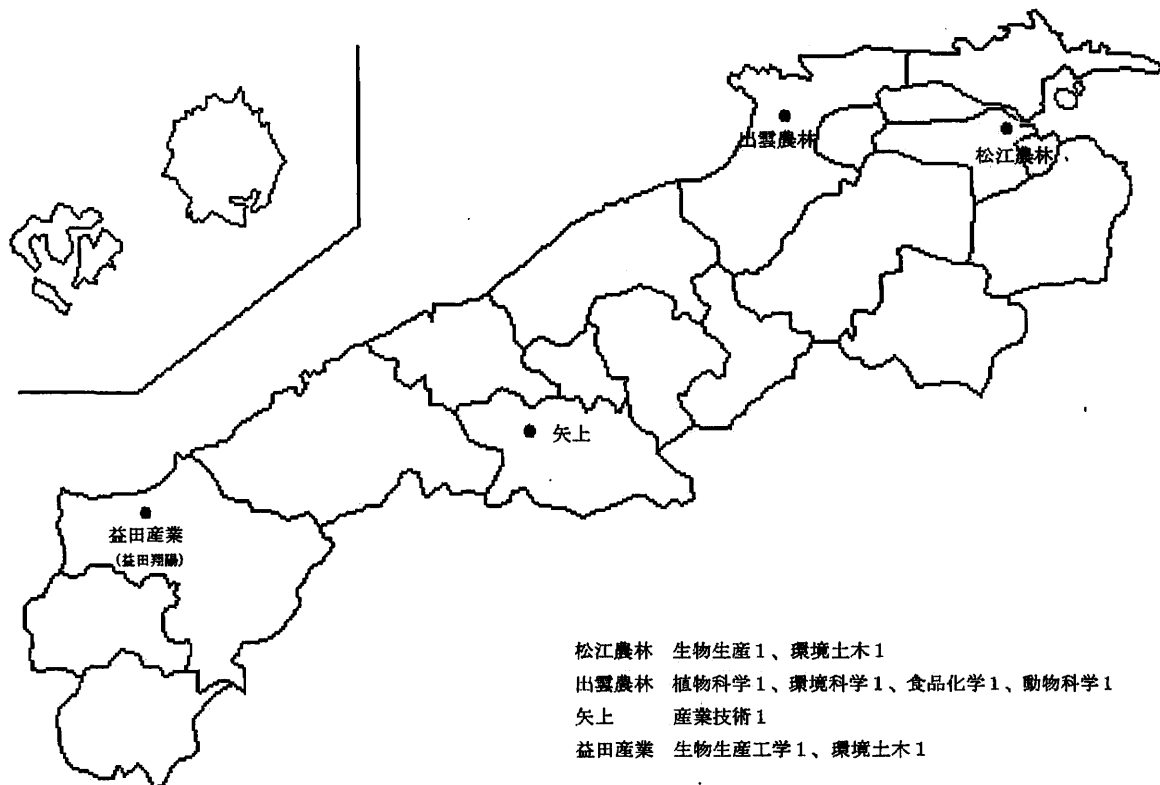 出雲農林
松江農林
矢上
益田産業
(益田翔陽)
松江農林 生物生産1、環境土木1
出雲農林 植物科学1、環境科学1、食品化学1、動物科学1
矢上 産業技術1
益田産業 生物生産工学1、環境土木1